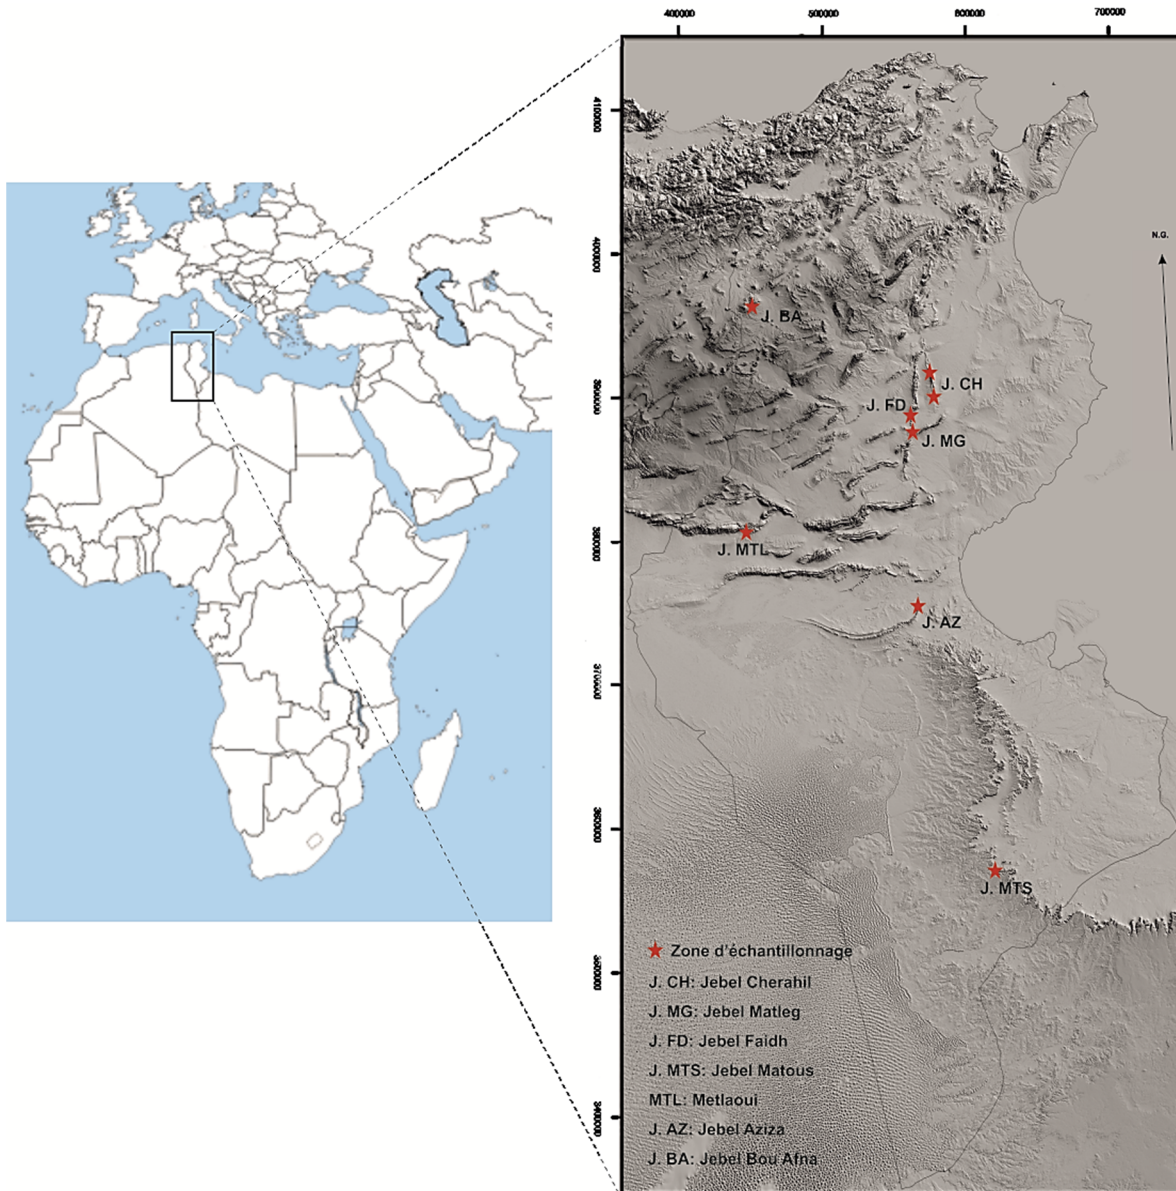 400000 500000 600000 700000
4100000
4000000
N.G.
J. BA
J. CH
3900000
J. FD
J. MG
3800000
J. MTL
J. AZ
3700000
3600000
J. MTS
Zone d'échantillonnage
3500000
J. CH: Jebel Cherahil
J. MG: Jebel Matleg
J. FD: Jebel Faidh
J. MTS: Jebel Matous
MTL: Metlaoui
3400000
J. AZ: Jebel Aziza
J. BA: Jebel Bou Afna